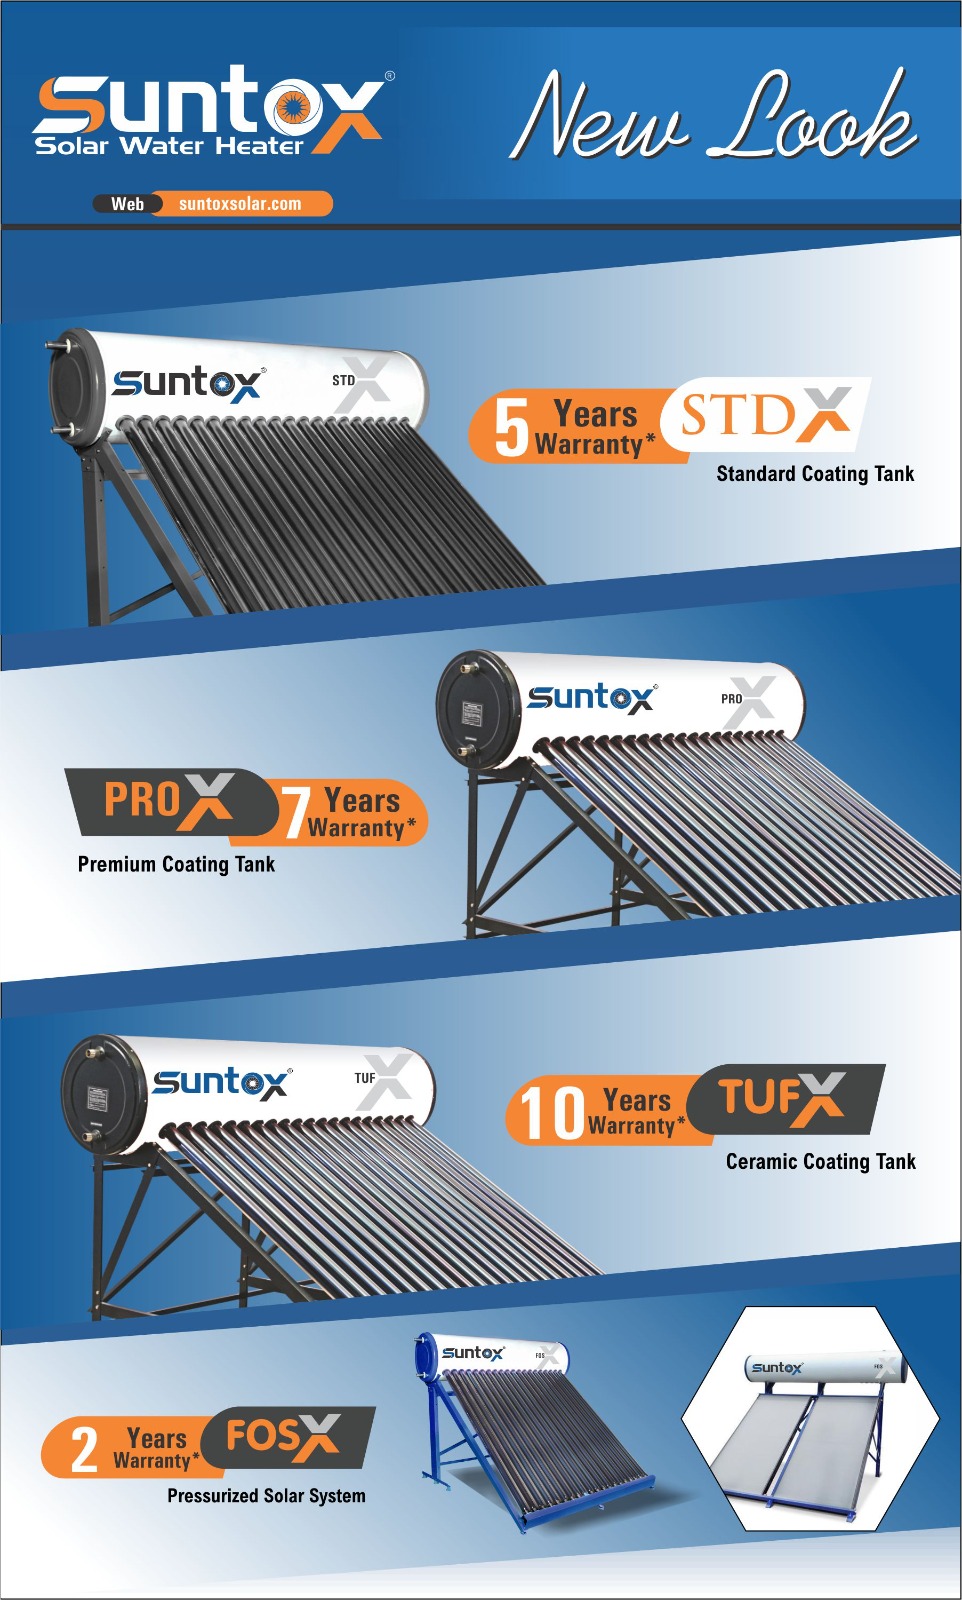 suntox®
Solar Water Heater
New Look
Web suntoxsolar.com
suntox® STD X
5 Years Warranty* STDX
Standard Coating Tank
suntox® PRO X
PROX 7 Years Warranty*
Premium Coating Tank
suntox® TUF X
10 Years Warranty* TUFX
Ceramic Coating Tank
suntox FOS X
suntox FOS X
2 Years Warranty* FOSX
Pressurized Solar System